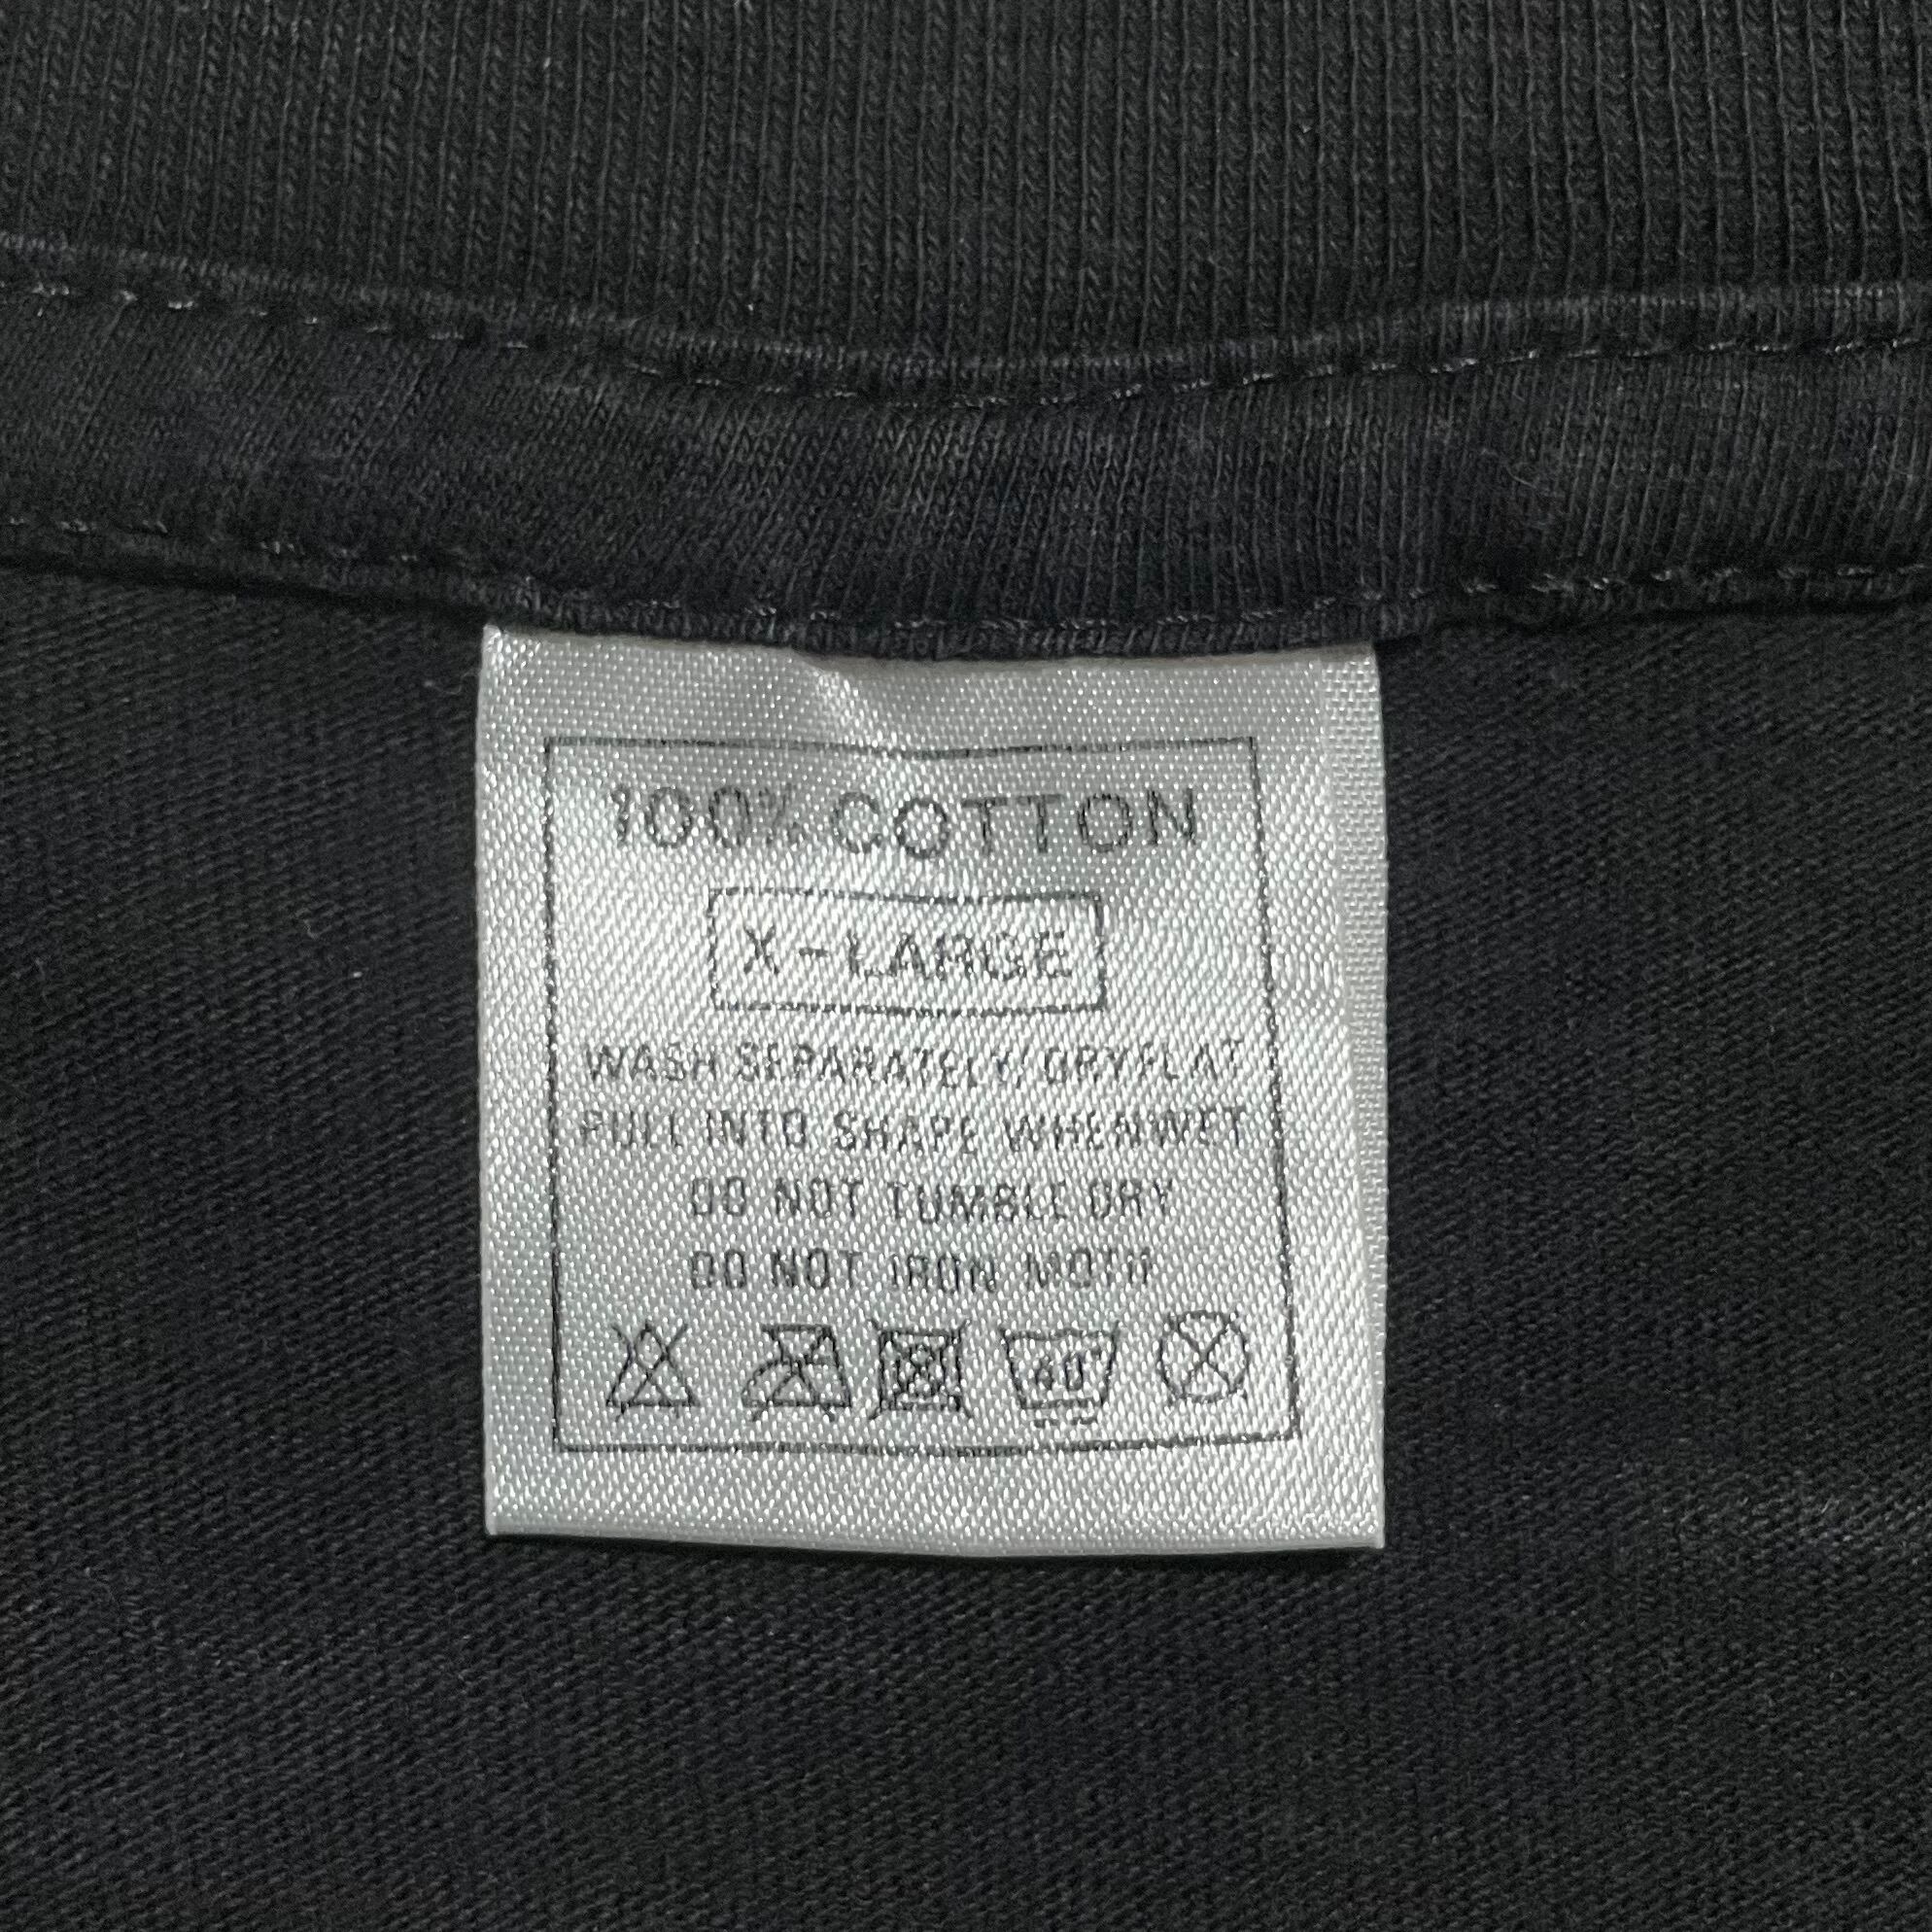 100% COTTON
X-LARGE
WASH SEPARATELY/DRY FLAT
PULL INTO SHAPE WHEN WET
DO NOT TUMBLE DRY
DO NOT IRON MOTIF
40°